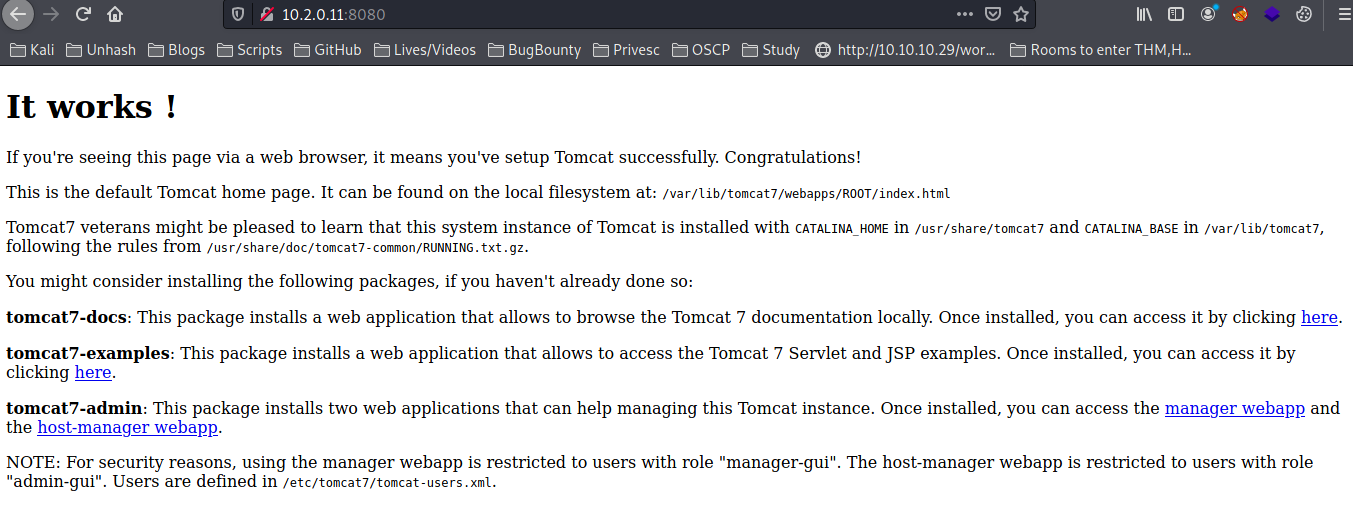 10.2.0.11:8080
Kali Unhash Blogs Scripts GitHub Lives/Videos BugBounty Privesc OSCP Study http://10.10.10.29/wor... Rooms to enter THM,H...
It works !
If you're seeing this page via a web browser, it means you've setup Tomcat successfully. Congratulations!
This is the default Tomcat home page. It can be found on the local filesystem at: /var/lib/tomcat7/webapps/ROOT/index.html
Tomcat7 veterans might be pleased to learn that this system instance of Tomcat is installed with CATALINA_HOME in /usr/share/tomcat7 and CATALINA_BASE in /var/lib/tomcat7,
following the rules from /usr/share/doc/tomcat7-common/RUNNING.txt.gz.
You might consider installing the following packages, if you haven't already done so:
tomcat7-docs: This package installs a web application that allows to browse the Tomcat 7 documentation locally. Once installed, you can access it by clicking here.
tomcat7-examples: This package installs a web application that allows to access the Tomcat 7 Servlet and JSP examples. Once installed, you can access it by
clicking here.
tomcat7-admin: This package installs two web applications that can help managing this Tomcat instance. Once installed, you can access the manager webapp and
the host-manager webapp.
NOTE: For security reasons, using the manager webapp is restricted to users with role "manager-gui". The host-manager webapp is restricted to users with role
"admin-gui". Users are defined in /etc/tomcat7/tomcat-users.xml.